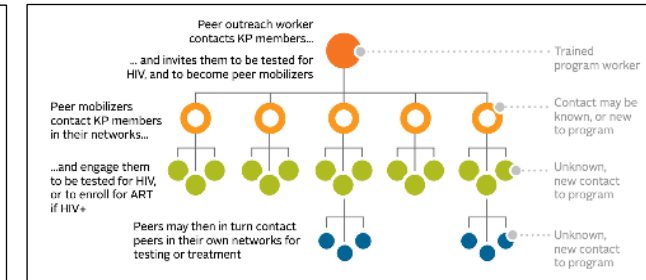 Peer outreach worker
contacts KP members...
... and invites them to be tested for
HIV, and to become peer mobilizers
Trained
program worker
Peer mobilizers
contact KP members
in their networks...
Contact may be
known, or new
to program
...and engage them
to be tested for HIV,
or to enroll for ART
if HIV+
Unknown,
new contact
to program
Peers may then in turn contact
peers in their own networks for
testing or treatment
Unknown,
new contact
to program